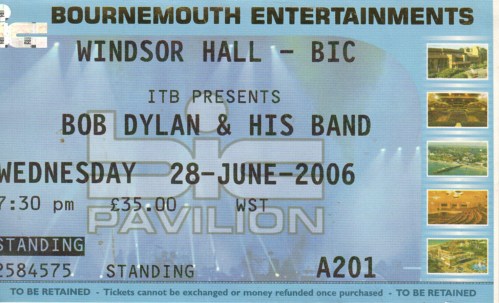 BOURNEMOUTH ENTERTAINMENTS
bic
WINDSOR HALL - BIC
ITB PRESENTS
BOB DYLAN & HIS BAND
WEDNESDAY 28-JUNE-2006
7:30 pm £35.00 WST
bic
PAVILION
STANDING
2584575 STANDING A201
TO BE RETAINED - Tickets cannot be exchanged or money refunded once purchased - TO BE RETAINED